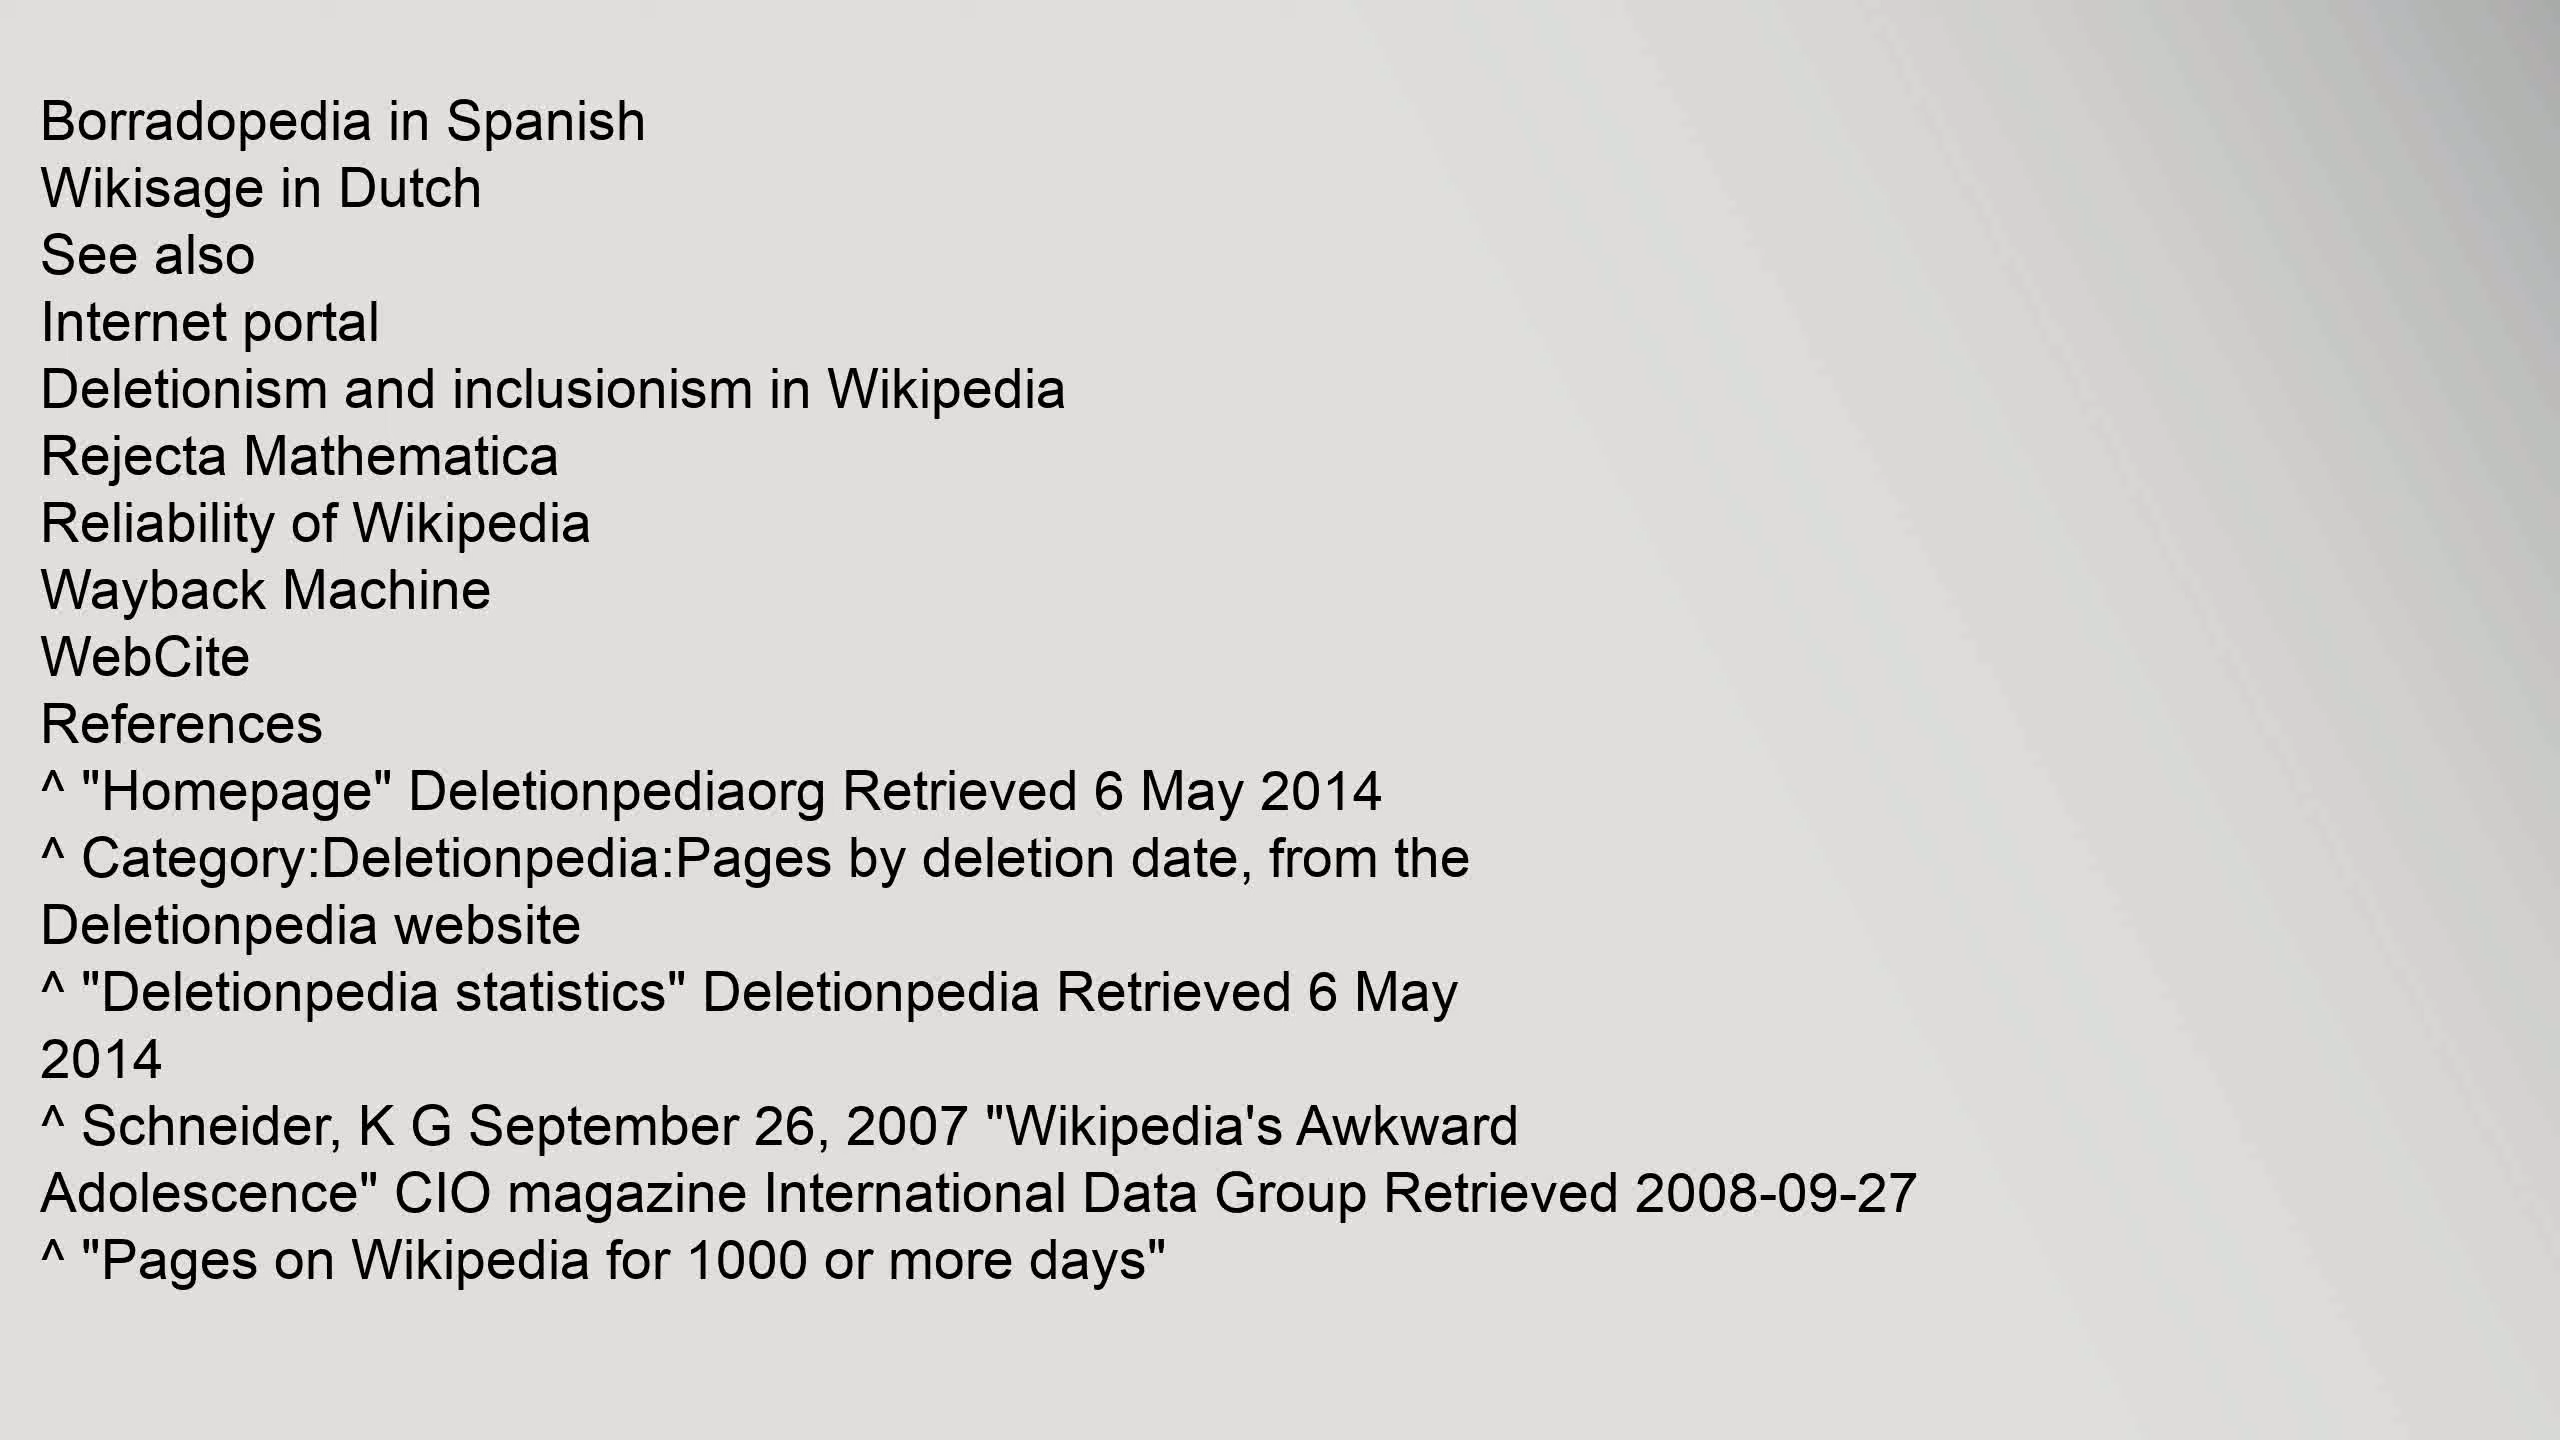 Borradopedia in Spanish
Wikisage in Dutch
See also
Internet portal
Deletionism and inclusionism in Wikipedia
Rejecta Mathematica
Reliability of Wikipedia
Wayback Machine
WebCite
References
^ "Homepage" Deletionpediaorg Retrieved 6 May 2014
^ Category:Deletionpedia:Pages by deletion date, from the
Deletionpedia website
^ "Deletionpedia statistics" Deletionpedia Retrieved 6 May
2014
^ Schneider, K G September 26, 2007 "Wikipedia's Awkward
Adolescence" CIO magazine International Data Group Retrieved 2008-09-27
^ "Pages on Wikipedia for 1000 or more days"